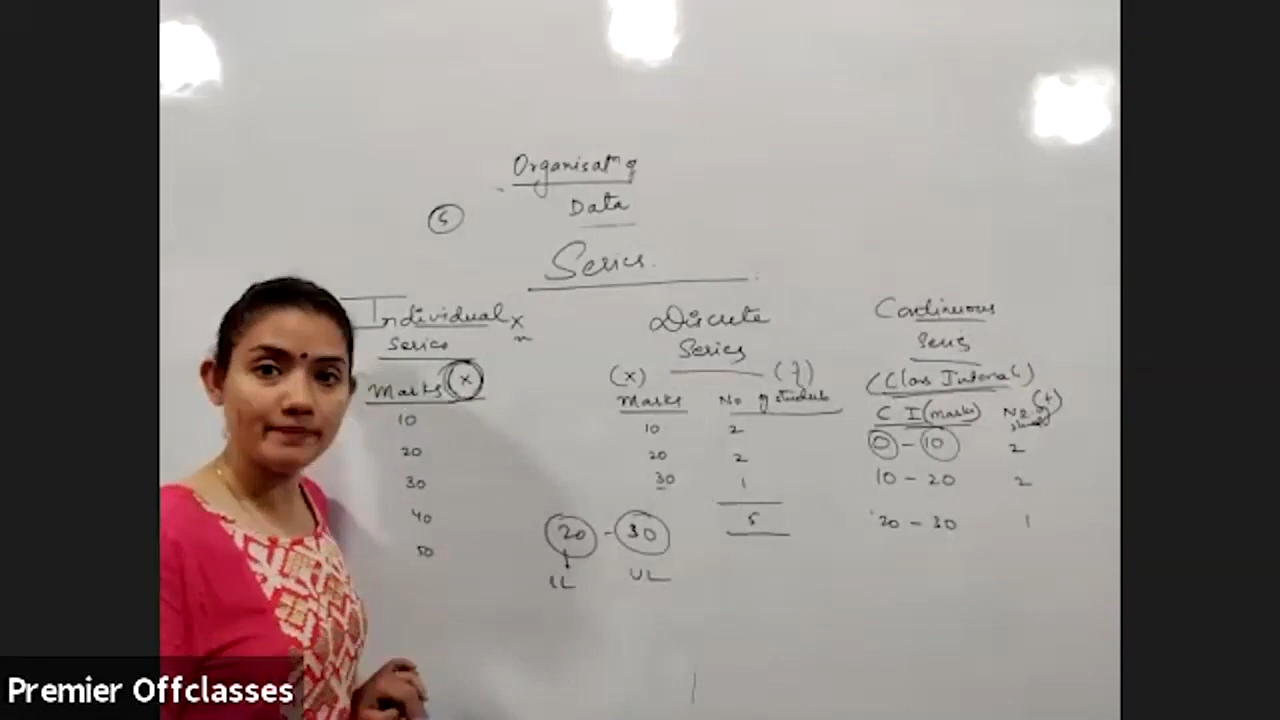 Organisatn of
Data
5
Series.
Individual x
Series n
Marks (x)
10
20
30
40
50
Discrete
Series
(x) (f)
Marks No of students
10 2
20 2
30 1
5
20 - 30
LL UL
Continuous
Series
(Class Interval)
C I (marks) No of (f)
0 - 10 2
10 - 20 2
20 - 30 1
Premier Offclasses